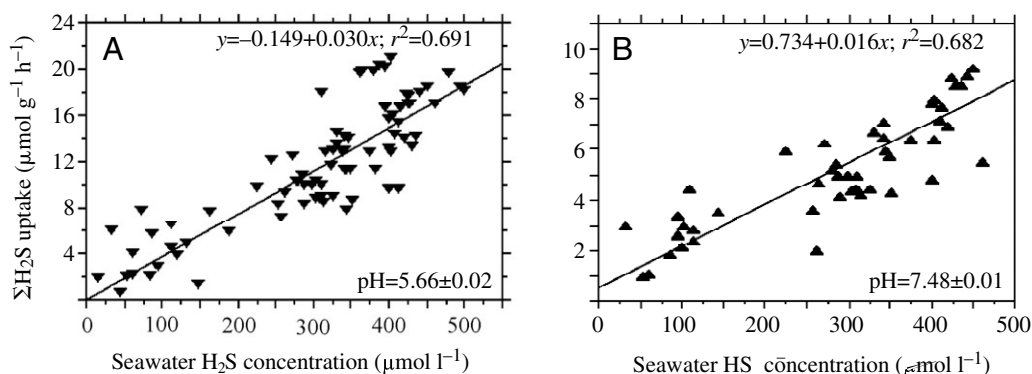 A
y=–0.149+0.030x; r²=0.691
24
20
16
12
8
4
ΣH₂S uptake (μmol g⁻¹ h⁻¹)
pH=5.66±0.02
0 100 200 300 400 500
Seawater H₂S concentration (μmol l⁻¹)
B
y=0.734+0.016x; r²=0.682
10
8
6
4
2
pH=7.48±0.01
0 100 200 300 400 500
Seawater HS⁻ concentration (μmol l⁻¹)